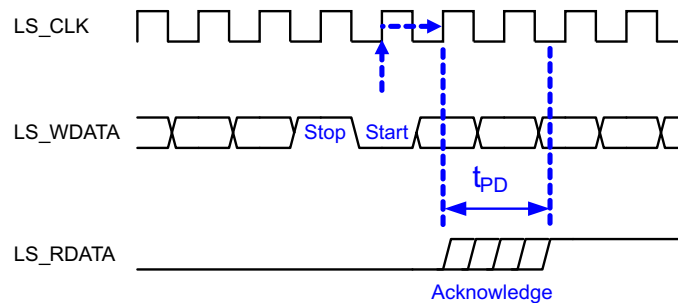 LS_CLK
LS_WDATA
Stop
Start
tPD
LS_RDATA
Acknowledge